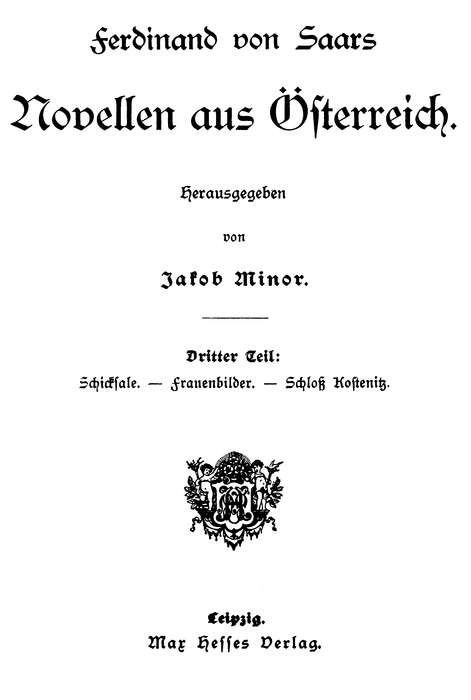 Ferdinand von Saars
Novellen aus Österreich.
Herausgegeben
von
Jakob Minor.
Dritter Teil:
Schicksale. — Frauenbilder. — Schloß Kostenitz.
Leipzig.
Max Hesses Verlag.